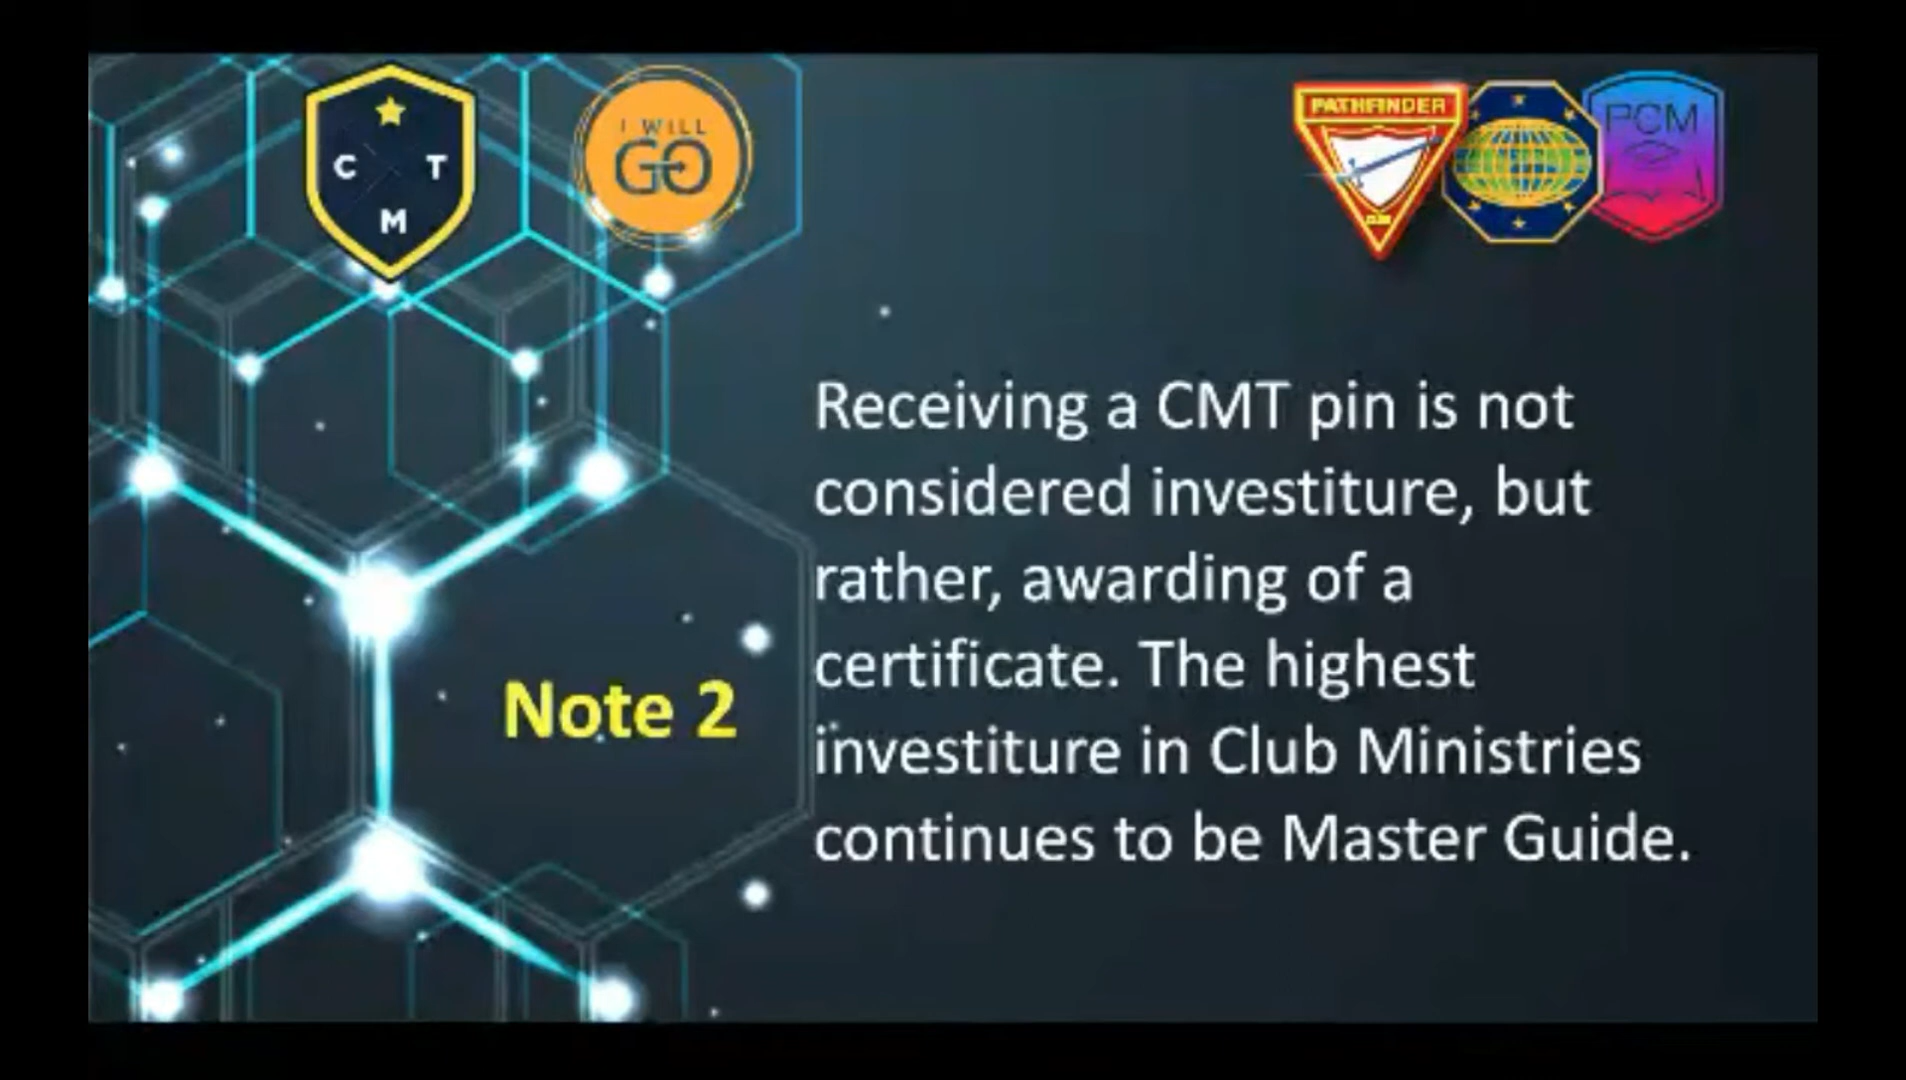 C T
M
I WILL
GO
PATHFINDER
CLUB
PCM
Note 2
Receiving a CMT pin is not
considered investiture, but
rather, awarding of a
certificate. The highest
investiture in Club Ministries
continues to be Master Guide.